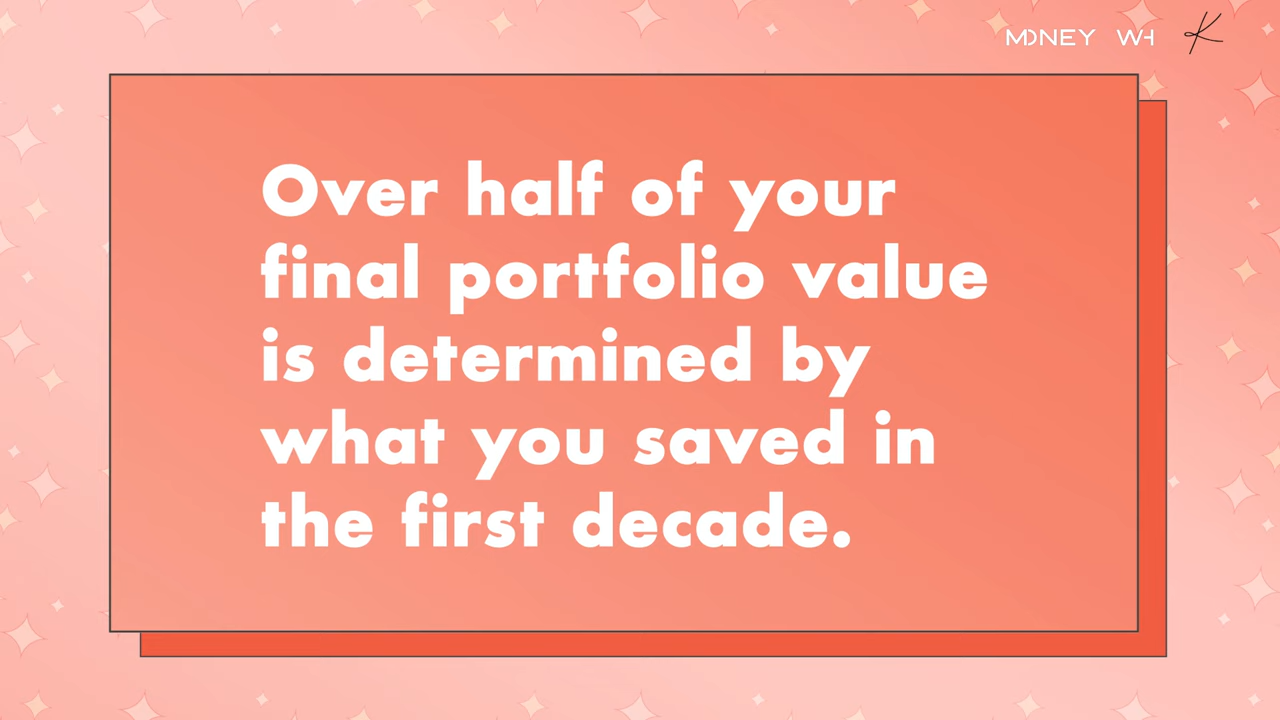 MONEY WH K
Over half of your
final portfolio value
is determined by
what you saved in
the first decade.